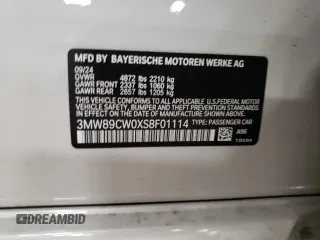 MFD BY BAYERISCHE MOTOREN WERKE AG
09/24
GVWR 4872 lbs 2210 kg
GAWR FRONT 2337 lbs 1060 kg
GAWR REAR 2657 lbs 1205 kg
THIS VEHICLE CONFORMS TO ALL APPLICABLE U.S. FEDERAL MOTOR
VEHICLE SAFETY, BUMPER AND THEFT PREVENTION STANDARDS
IN EFFECT ON THE DATE OF MANUFACTURE SHOWN ABOVE.
3MW89CW0XS8F01114 TYPE: PASSENGER CAR
A96
DREAMBID